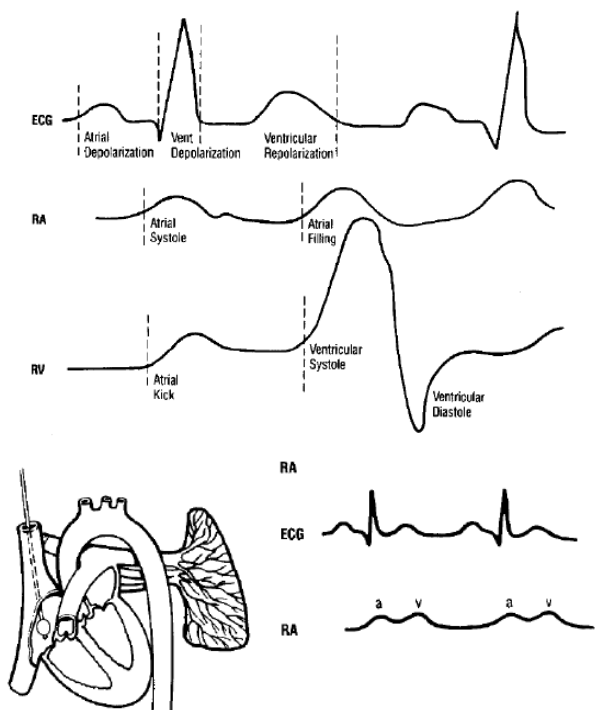 ECG
Atrial
Depolarization
Vent
Depolarization
Ventricular
Repolarization
RA
Atrial
Systole
Atrial
Filling
RV
Atrial
Kick
Ventricular
Systole
Ventricular
Diastole
RA
ECG
a v a v
RA